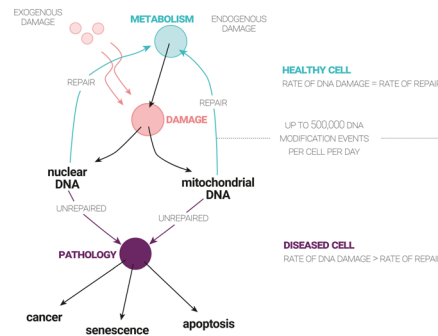 EXOGENOUS
DAMAGE
METABOLISM
ENDOGENOUS
DAMAGE
REPAIR
REPAIR
HEALTHY CELL
RATE OF DNA DAMAGE = RATE OF REPAIR
DAMAGE
UP TO 500,000 DNA
MODIFICATION EVENTS
PER CELL PER DAY
nuclear
DNA
mitochondrial
DNA
UNREPAIRED
UNREPAIRED
PATHOLOGY
DISEASED CELL
RATE OF DNA DAMAGE > RATE OF REPAIR
cancer
senescence
apoptosis